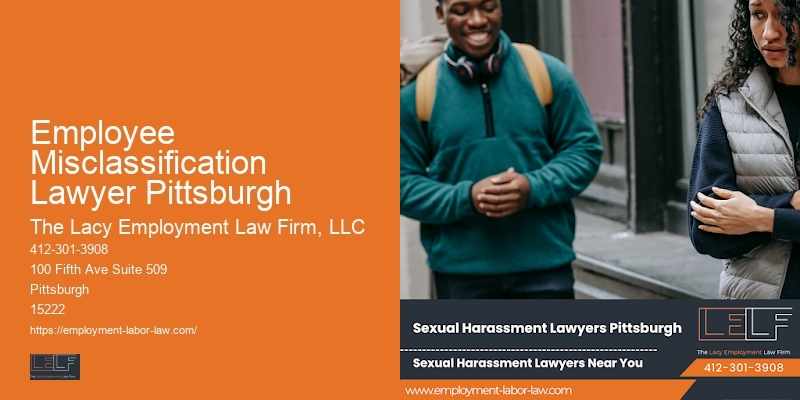 Employee
Misclassification
Lawyer Pittsburgh
The Lacy Employment Law Firm, LLC
412-301-3908
100 Fifth Ave Suite 509
Pittsburgh
15222
https://employment-labor-law.com/
LELF
The Lacy Employment Law Firm
Sexual Harassment Lawyers Pittsburgh
Sexual Harassment Lawyers Near You
LELF
The Lacy Employment Law Firm
412-301-3908
www.employment-labor-law.com